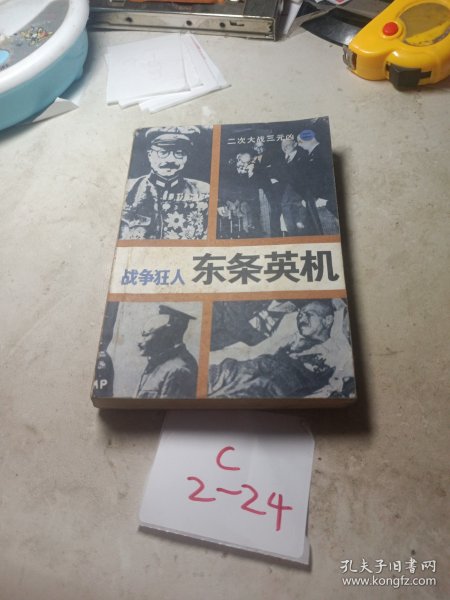 二次大战三元凶
战争狂人 东条英机
MP
C
2-24
孔夫子旧书网
www.kongfz.com